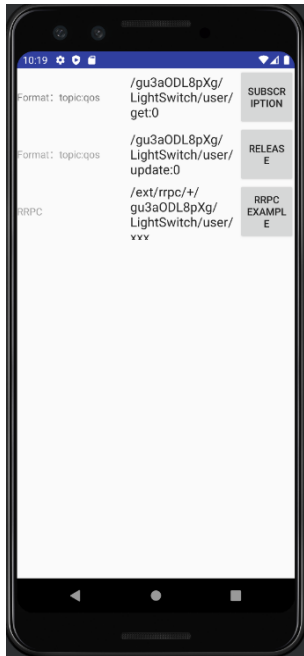 10:19
Format: topic:qos
/gu3aODL8pXg/
LightSwitch/user/
get:0
SUBSCR
IPTION
Format: topic:qos
/gu3aODL8pXg/
LightSwitch/user/
update:0
RELEAS
E
RRPC
/ext/rrpc/+/
gu3aODL8pXg/
LightSwitch/user/
xxx
RRPC
EXAMPL
E